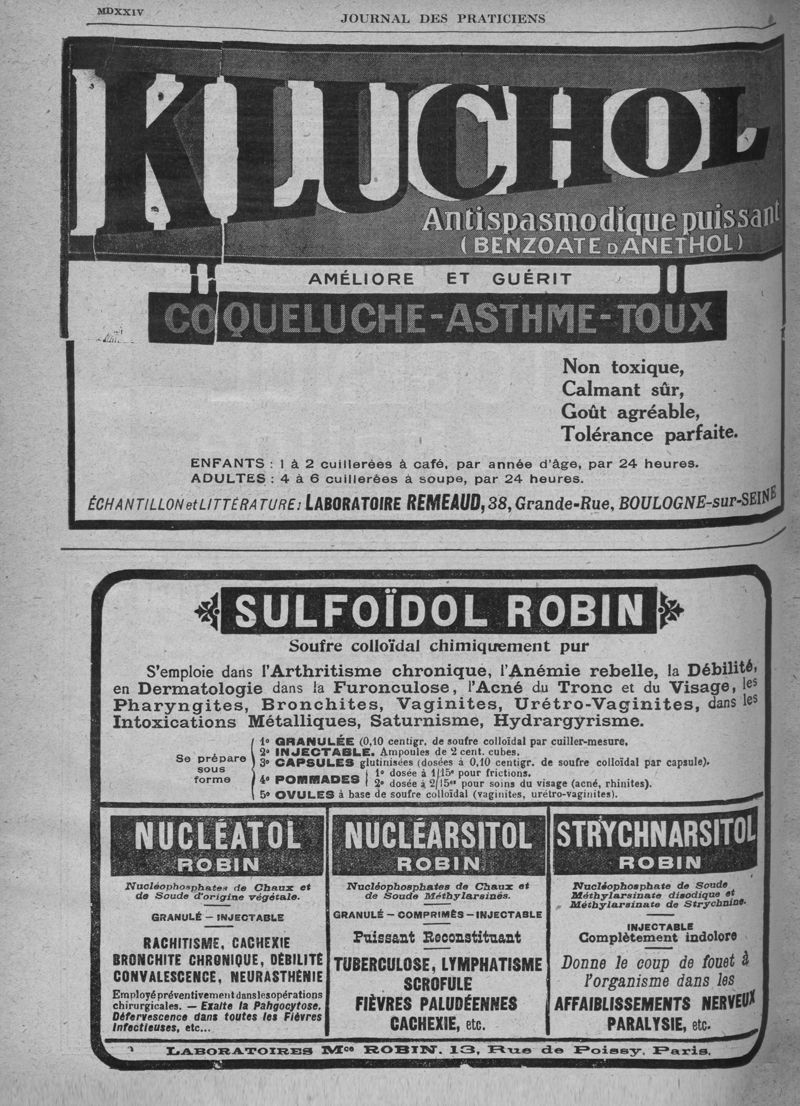 MDXXIV
JOURNAL DES PRATICIENS
KLUCHOL
Antispasmodique puissant
(BENZOATE D'ANETHOL)
AMÉLIORE ET GUÉRIT
COQUELUCHE-ASTHME-TOUX
Non toxique,
Calmant sûr,
Goût agréable,
Tolérance parfaite.
ENFANTS : 1 à 2 cuillerées à café, par année d'âge, par 24 heures.
ADULTES : 4 à 6 cuillerées à soupe, par 24 heures.
ÉCHANTILLON et LITTÉRATURE: LABORATOIRE REMEAUD, 38, Grande-Rue, BOULOGNE-sur-SEINE
SULFOÏDOL ROBIN
Soufre colloïdal chimiquement pur
S'emploie dans l'Arthritisme chronique, l'Anémie rebelle, la Débilité,
en Dermatologie dans la Furonculose, l'Acné du Tronc et du Visage, les
Pharyngites, Bronchites, Vaginites, Urétro-Vaginites, dans les
Intoxications Métalliques, Saturnisme, Hydrargyrisme.
Se prépare
sous
forme
1º GRANULÉE (0,10 centigr. de soufre colloïdal par cuiller-mesure.
2º INJECTABLE. Ampoules de 2 cent. cubes.
3º CAPSULES glutinisées (dosées à 0,10 centigr. de soufre colloïdal par capsule).
4º POMMADES
1º dosée à 1/15º pour frictions.
2º dosée à 2/15es pour soins du visage (acné, rhinites).
5º OVULES à base de soufre colloïdal (vaginites, urétro-vaginites).
NUCLÉATOL
ROBIN
Nucléophosphates de Chaux et
de Soude d'origine végétale.
GRANULÉ – INJECTABLE
RACHITISME, CACHEXIE
BRONCHITE CHRONIQUE, DÉBILITÉ
CONVALESCENCE, NEURASTHÉNIE
Employé préventivement dans les opérations
chirurgicales. — Exalte la Pahgocytose.
Défervescence dans toutes les Fièvres
Infectieuses, etc...
NUCLÉARSITOL
ROBIN
Nucléophosphates de Chaux et
de Soude Méthylarsinés.
GRANULÉ – COMPRIMÉS – INJECTABLE
Puissant Reconstituant
TUBERCULOSE, LYMPHATISME
SCROFULE
FIÈVRES PALUDÉENNES
CACHEXIE, etc.
STRYCHNARSITOL
ROBIN
Nucléophosphate de Soude
Méthylarsinate disodique et
Méthylarsinate de Strychnine.
INJECTABLE
Complètement indolore
Donne le coup de fouet à
l'organisme dans les
AFFAIBLISSEMENTS NERVEUX
PARALYSIE, etc.
LABORATOIRES Mce ROBIN, 13, Rue de Poissy, Paris.